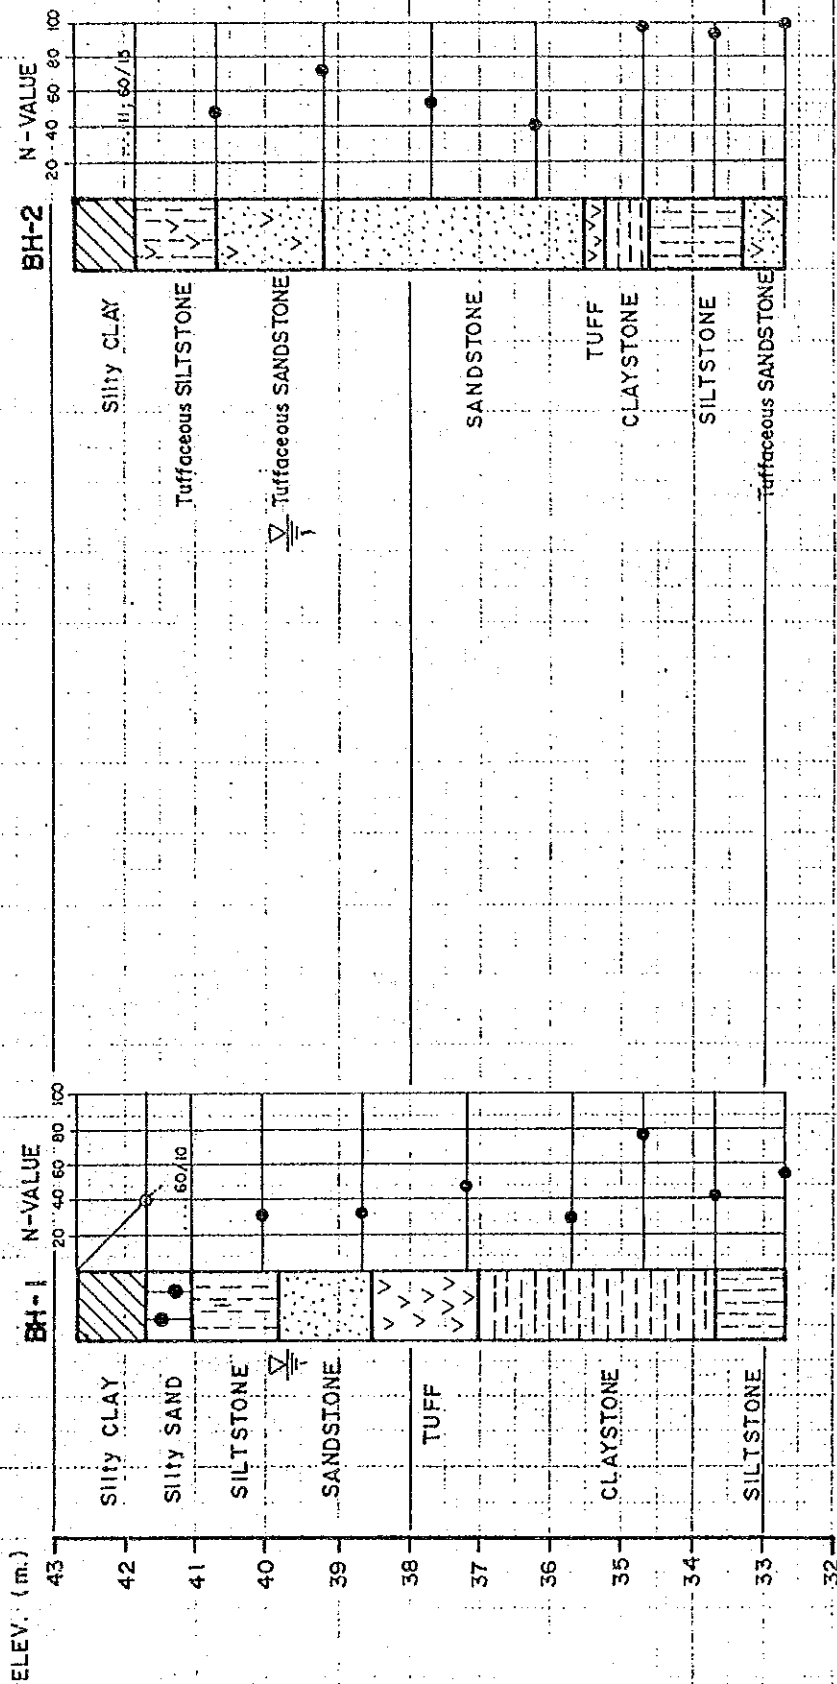 ELEV. (m.)
43
42
41
40
39
38
37
36
35
34
33
32
BH-1
N-VALUE
20
40
60
80
100
60/10
Silty CLAY
Silty SAND
SILTSTONE
SANDSTONE
TUFF
CLAYSTONE
SILTSTONE
BH-2
N-VALUE
20
40
60
80
100
60/15
Silty CLAY
Tuffaceous SILTSTONE
Tuffaceous SANDSTONE
SANDSTONE
TUFF
CLAYSTONE
SILTSTONE
Tuffaceous SANDSTONE